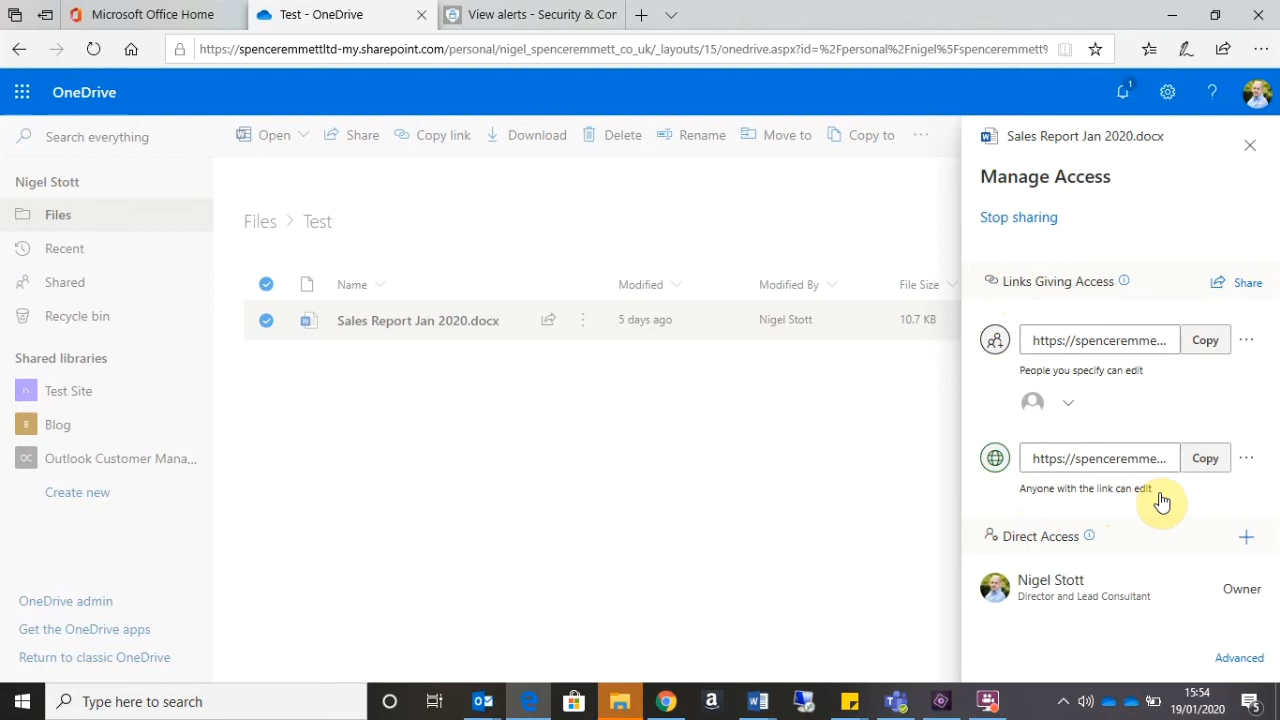 Microsoft Office Home
Test - OneDrive
View alerts - Security & Cor
https://spenceremmettltd-my.sharepoint.com/personal/nigel_spenceremmett_co_uk/_layouts/15/onedrive.aspx?id=%2Fpersonal%2Fnigel%5Fspenceremmett9
OneDrive
1
?
Search everything
Open
Share
Copy link
Download
Delete
Rename
Move to
Copy to
...
Nigel Stott
Files
Recent
Shared
Recycle bin
Shared libraries
Test Site
B
Blog
OC
Outlook Customer Mana...
Create new
OneDrive admin
Get the OneDrive apps
Return to classic OneDrive
Files > Test
Name
Modified
Modified By
File Size
Sales Report Jan 2020.docx
5 days ago
Nigel Stott
10.7 KB
Sales Report Jan 2020.docx
Manage Access
Stop sharing
Links Giving Access
Share
https://spenceremme...
Copy
...
People you specify can edit
https://spenceremme...
Copy
...
Anyone with the link can edit
Direct Access
Nigel Stott
Director and Lead Consultant
Owner
Advanced
Type here to search
15:54
19/01/2020
5